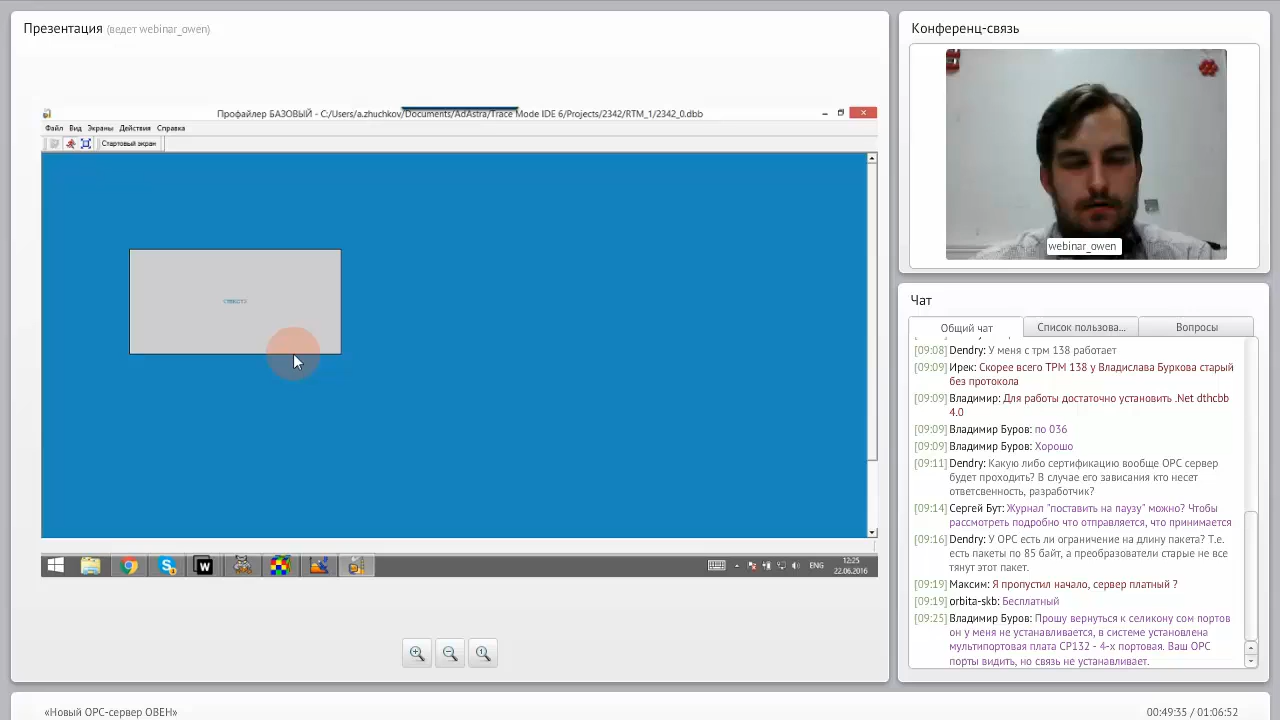 Презентация (ведет webinar_owen)
Профайлер БАЗОВЫЙ - C:/Users/a.zhuchkov/Documents/AdAstra/Trace Mode IDE 6/Projects/2342/RTM_1/2342_0.dbb
Файл Вид Экраны Действия Справка
Стартовый экран
ENG
12:25
22.06.2016
Конференц-связь
webinar_owen
Чат
Общий чат
Список пользова...
Вопросы
[09:08] Dendry: У меня с трм 138 работает
[09:09] Ирек: Скорее всего ТРМ 138 у Владислава Буркова старый
без протокола
[09:09] Владимир: Для работы достаточно установить .Net dthcbb
4.0
[09:09] Владимир Буров: по 036
[09:09] Владимир Буров: Хорошо
[09:11] Dendry: Какую либо сертификацию вообще OPC сервер
будет проходить? В случае его зависания кто несет
ответсвенность, разработчик?
[09:14] Сергей Бут: Журнал "поставить на паузу" можно? Чтобы
рассмотреть подробно что отправляется, что принимается
[09:16] Dendry: У OPC есть ли ограничение на длину пакета? Т.е.
есть пакеты по 85 байт, а преобразователи старые не все
тянут этот пакет.
[09:19] Максим: Я пропустил начало, сервер платный ?
[09:19] orbita-skb: Бесплатный
[09:25] Владимир Буров: Прошу вернуться к селикону сом портов
он у меня не устанавливается, в системе установлена
мультипортовая плата CP132 - 4-х портовая. Ваш OPC
порты видить, но связь не устанавливает.
«Новый OPC-сервер ОВЕН»
00:49:35 / 01:06:52